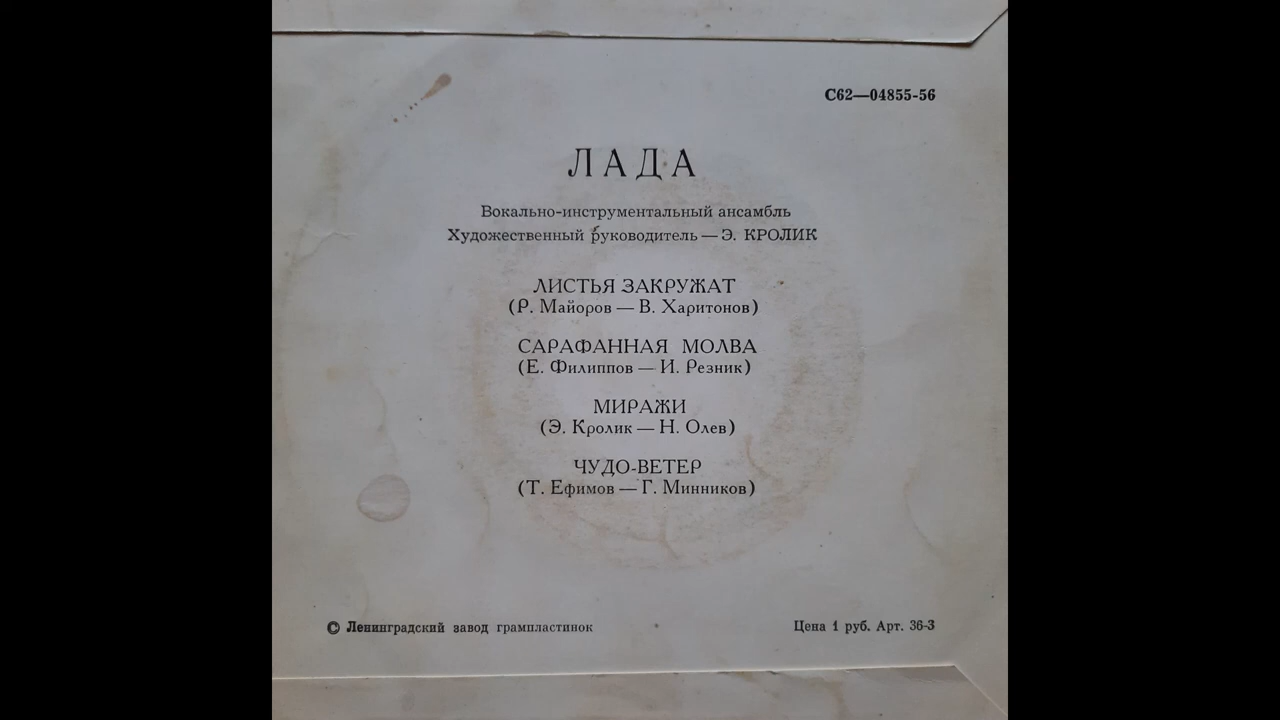 С62—04855-56
ЛАДА
Вокально-инструментальный ансамбль
Художественный руководитель — Э. КРОЛИК
ЛИСТЬЯ ЗАКРУЖАТ
(Р. Майоров — В. Харитонов)
САРАФАННАЯ МОЛВА
(Е. Филиппов — И. Резник)
МИРАЖИ
(Э. Кролик — Н. Олев)
ЧУДО-ВЕТЕР
(Т. Ефимов — Г. Минников)
© Ленинградский завод грампластинок
Цена 1 руб. Арт. 36-3